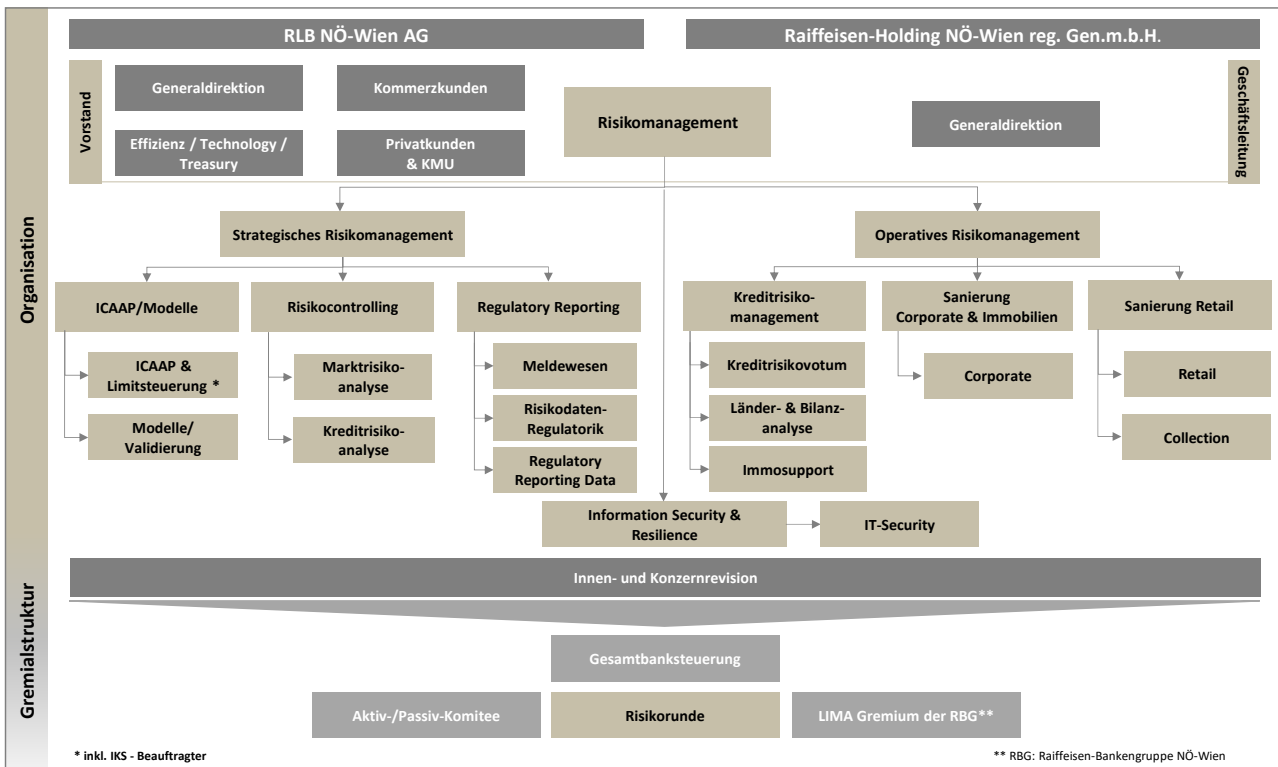 RLB NÖ-Wien AG
Raiffeisen-Holding NÖ-Wien reg. Gen.m.b.H.
Organisation
Vorstand
Generaldirektion
Kommerzkunden
Effizienz / Technology /
Treasury
Privatkunden
& KMU
Risikomanagement
Generaldirektion
Geschäftsleitung
Strategisches Risikomanagement
Operatives Risikomanagement
ICAAP/Modelle
Risikocontrolling
Regulatory Reporting
Kreditrisiko-
management
Sanierung
Corporate & Immobilien
Sanierung Retail
ICAAP &
Limitsteuerung *
Modelle/
Validierung
Marktrisiko-
analyse
Kreditrisiko-
analyse
Meldewesen
Risikodaten-
Regulatorik
Regulatory
Reporting Data
Kreditrisikovotum
Länder- & Bilanz-
analyse
Immosupport
Corporate
Retail
Collection
Information Security &
Resilience
IT-Security
Innen- und Konzernrevision
Gremialstruktur
Gesamtbanksteuerung
Aktiv-/Passiv-Komitee
Risikorunde
LIMA Gremium der RBG**
* inkl. IKS - Beauftragter
** RBG: Raiffeisen-Bankengruppe NÖ-Wien